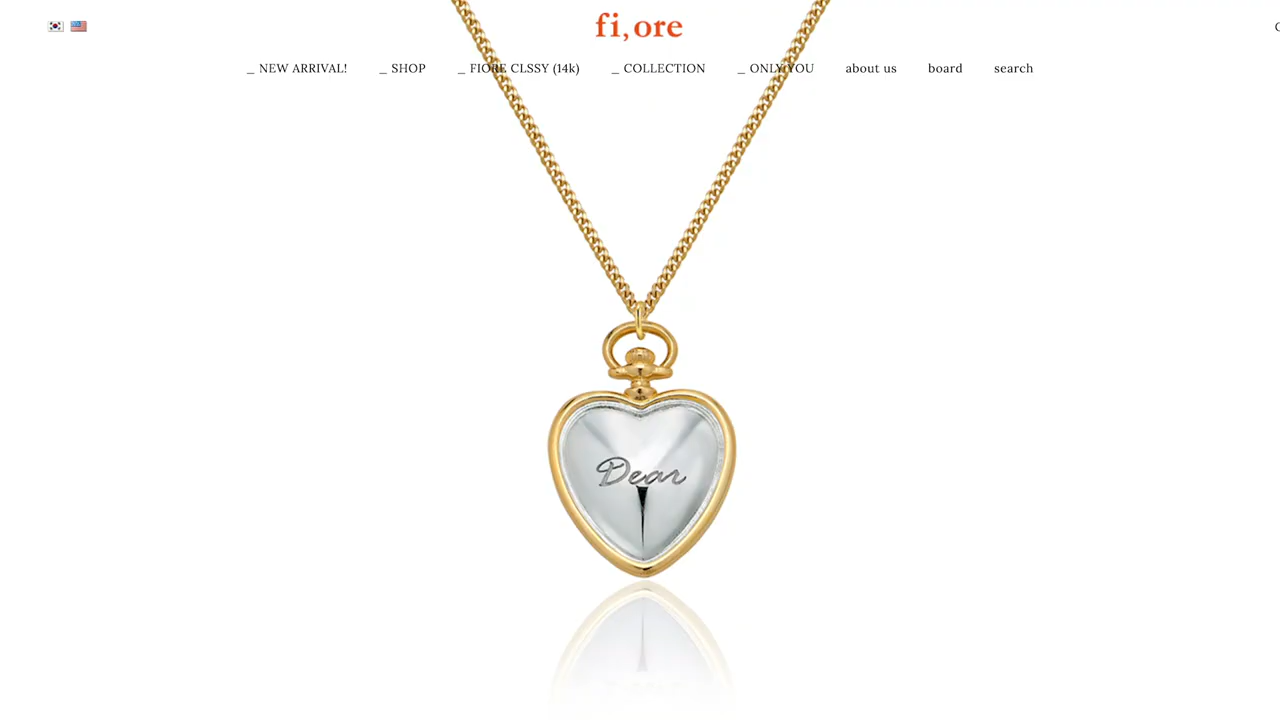 fi,ore
_ NEW ARRIVAL!
_ SHOP
_ FIORE CLSSY (14k)
_ COLLECTION
_ ONLY, YOU
about us
board
search
Dear